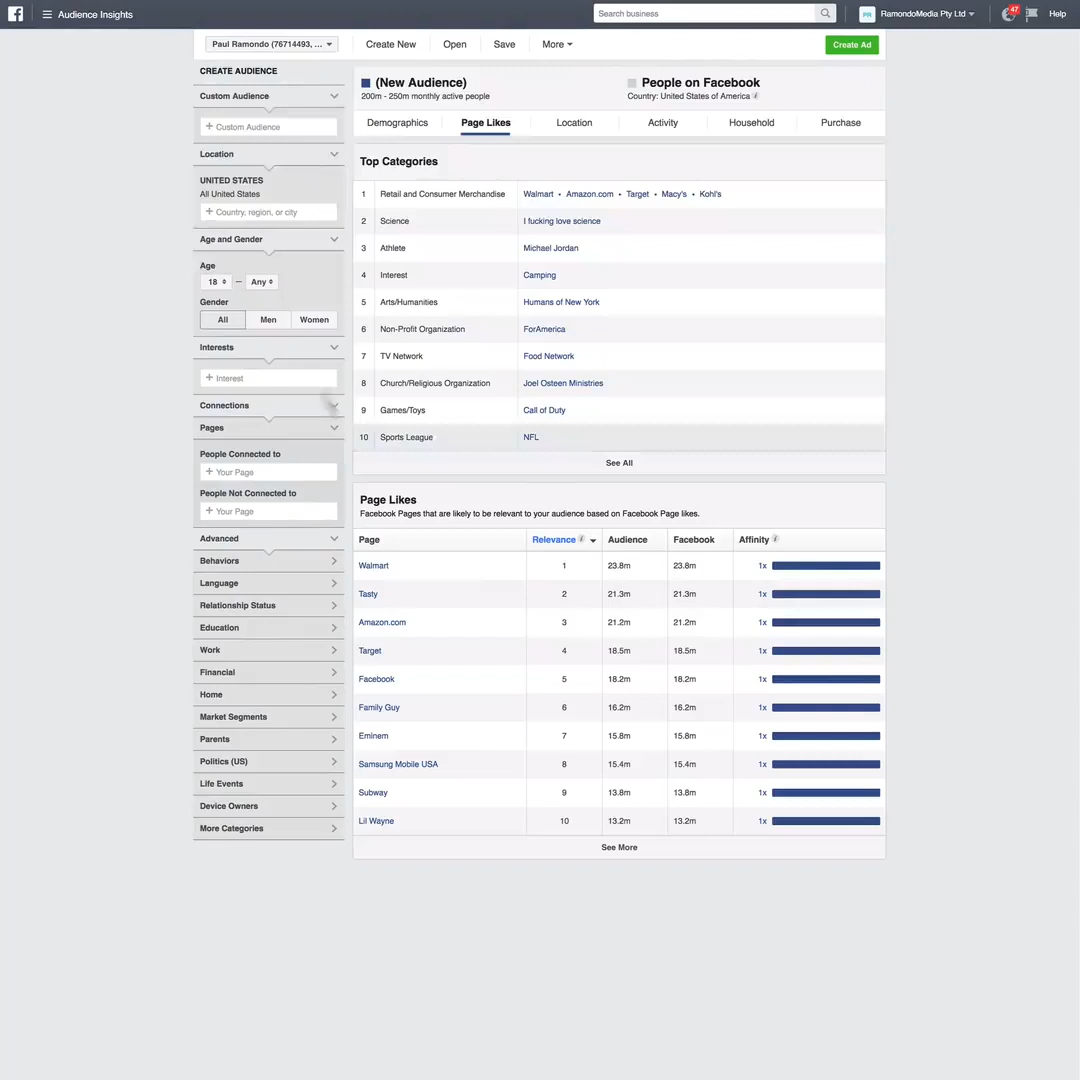 Audience Insights
Search business
PR RamondoMedia Pty Ltd
47
Help
Paul Ramondo (76714493, ...
Create New
Open
Save
More
Create Ad
CREATE AUDIENCE
Custom Audience
+ Custom Audience
Location
UNITED STATES
All United States
+ Country, region, or city
Age and Gender
Age
18 — Any
Gender
All Men Women
Interests
+ Interest
Connections
Pages
People Connected to
+ Your Page
People Not Connected to
+ Your Page
Advanced
Behaviors
Language
Relationship Status
Education
Work
Financial
Home
Market Segments
Parents
Politics (US)
Life Events
Device Owners
More Categories
(New Audience)
200m - 250m monthly active people
People on Facebook
Country: United States of America i
Demographics Page Likes Location Activity Household Purchase
Top Categories
1 Retail and Consumer Merchandise Walmart • Amazon.com • Target • Macy's • Kohl's
2 Science I fucking love science
3 Athlete Michael Jordan
4 Interest Camping
5 Arts/Humanities Humans of New York
6 Non-Profit Organization ForAmerica
7 TV Network Food Network
8 Church/Religious Organization Joel Osteen Ministries
9 Games/Toys Call of Duty
10 Sports League NFL
See All
Page Likes
Facebook Pages that are likely to be relevant to your audience based on Facebook Page likes.
Page Relevance i Audience Facebook Affinity i
Walmart 1 23.8m 23.8m 1x
Tasty 2 21.3m 21.3m 1x
Amazon.com 3 21.2m 21.2m 1x
Target 4 18.5m 18.5m 1x
Facebook 5 18.2m 18.2m 1x
Family Guy 6 16.2m 16.2m 1x
Eminem 7 15.8m 15.8m 1x
Samsung Mobile USA 8 15.4m 15.4m 1x
Subway 9 13.8m 13.8m 1x
Lil Wayne 10 13.2m 13.2m 1x
See More